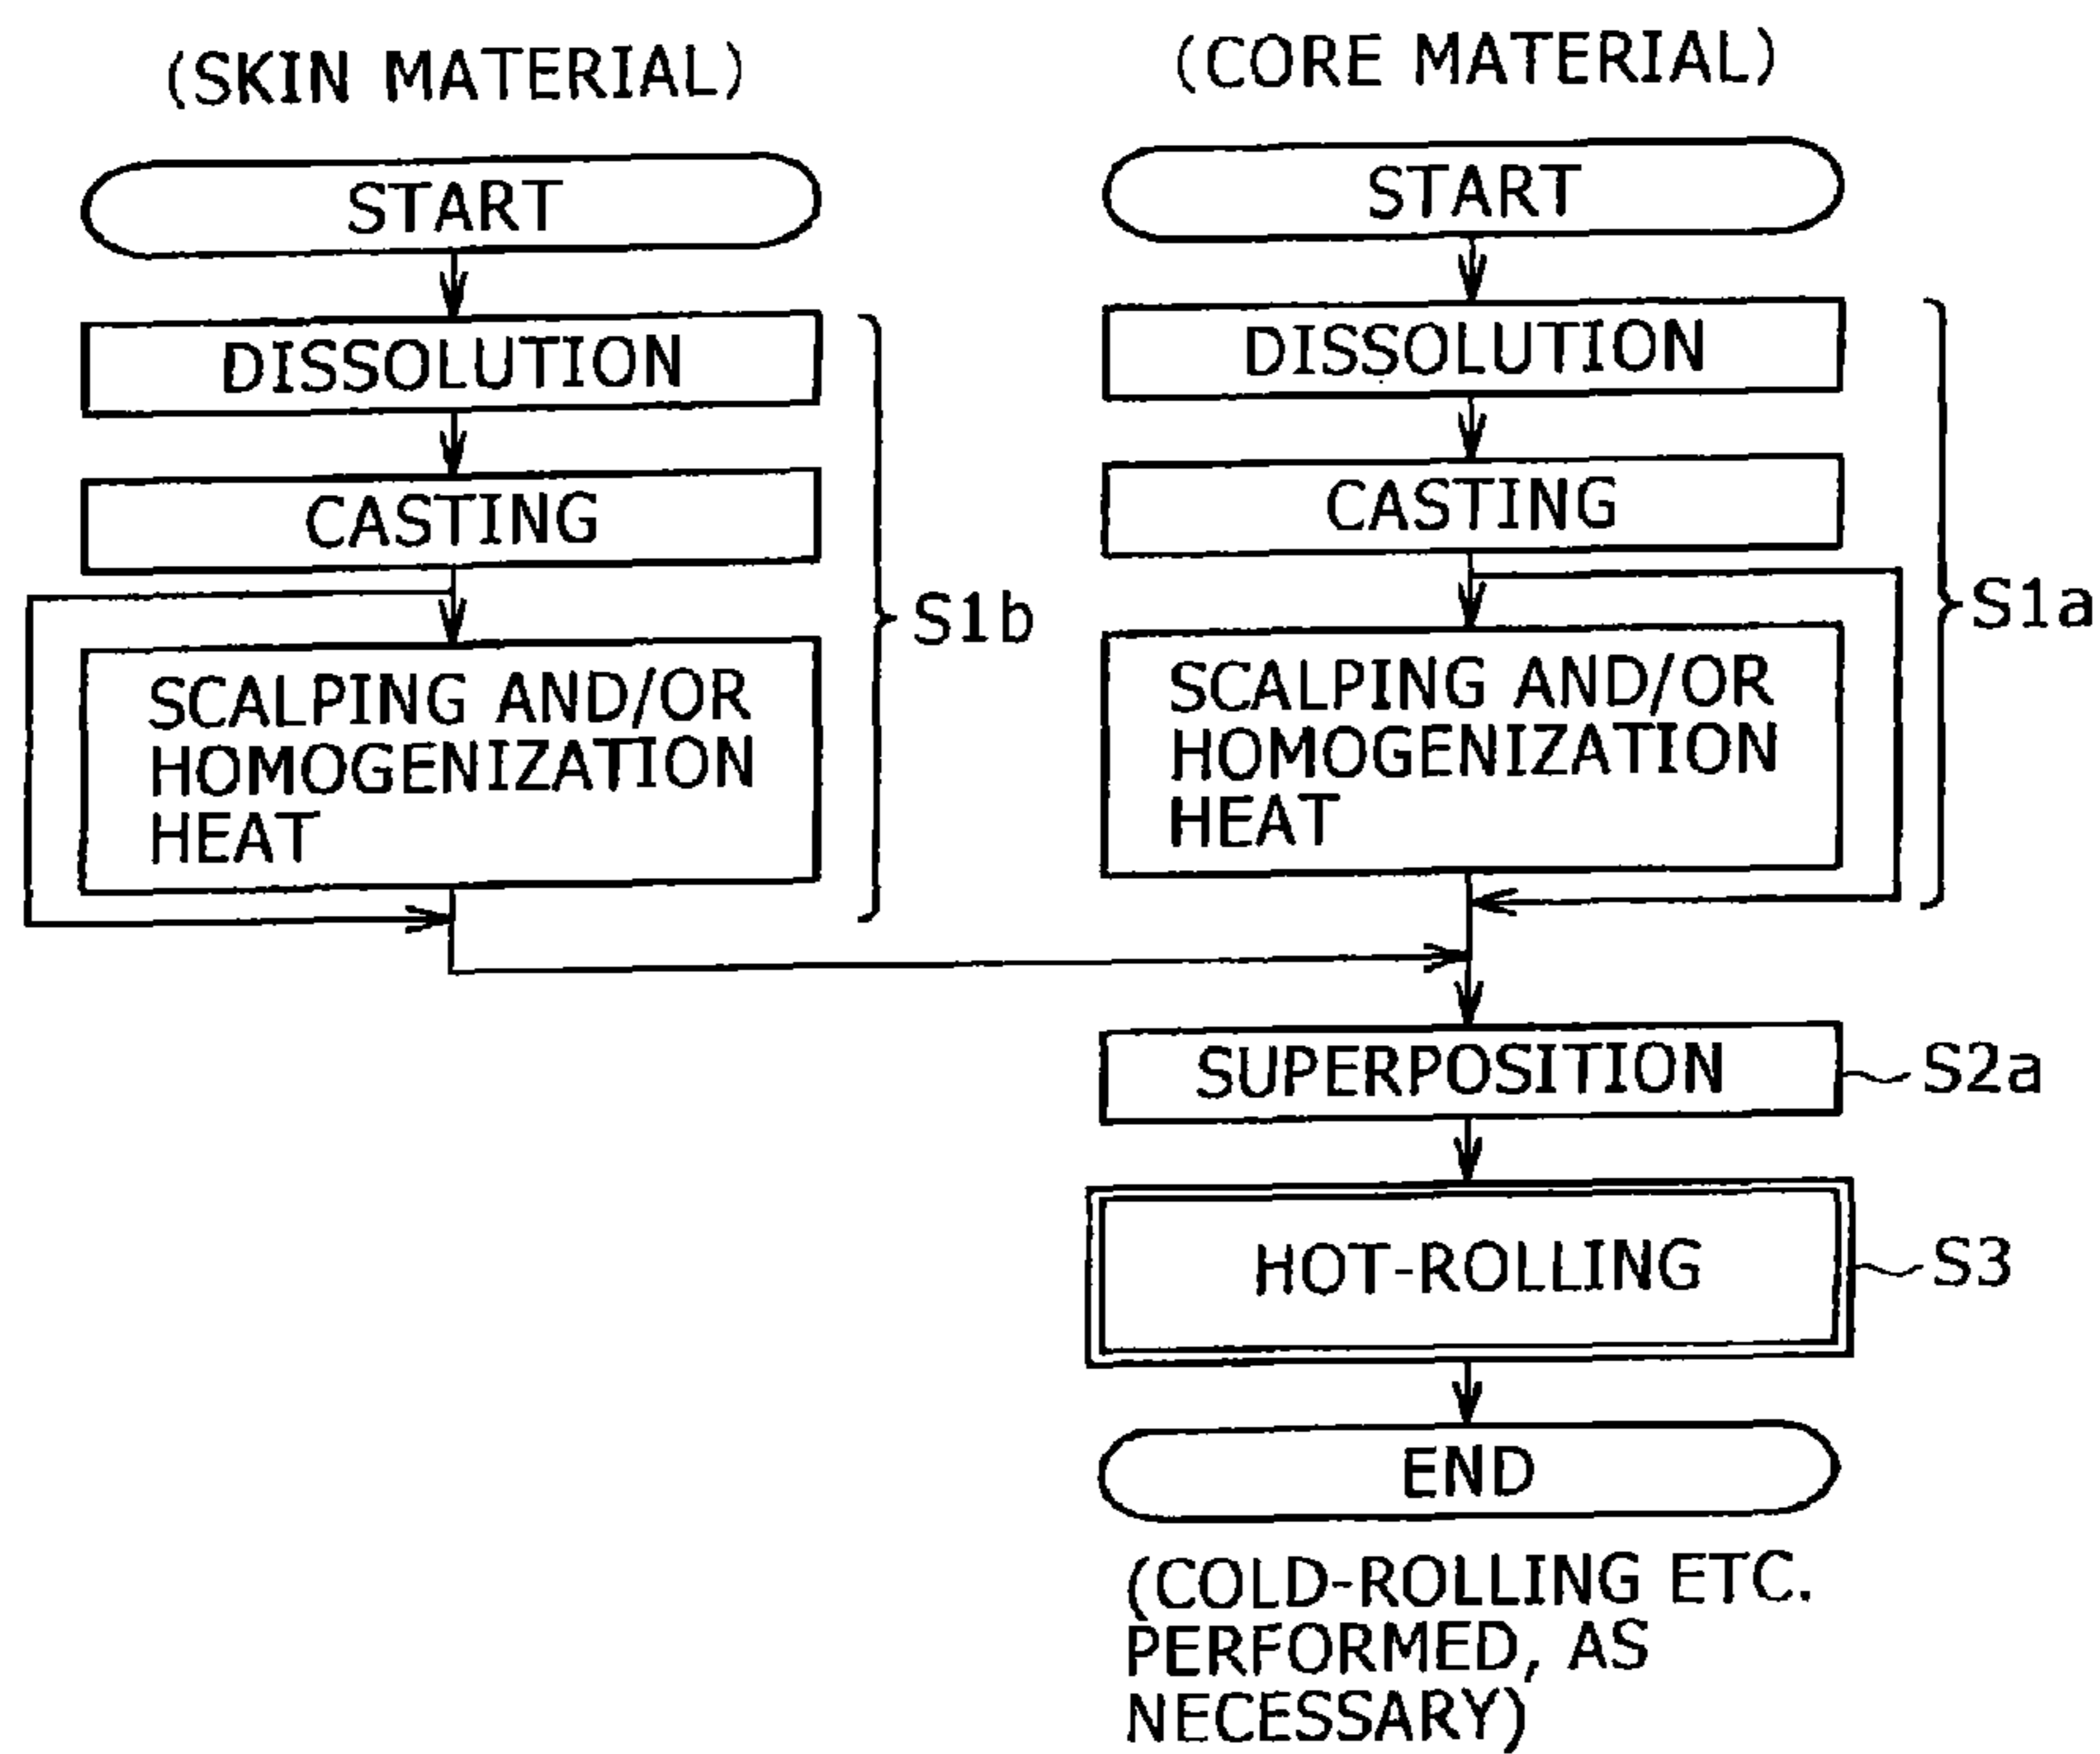 (SKIN MATERIAL)
START
DISSOLUTION
CASTING
SCALPING AND/OR
HOMOGENIZATION
HEAT
S1b
(CORE MATERIAL)
START
DISSOLUTION
CASTING
SCALPING AND/OR
HOMOGENIZATION
HEAT
S1a
SUPERPOSITION
S2a
HOT-ROLLING
S3
END
(COLD-ROLLING ETC.
PERFORMED, AS
NECESSARY)